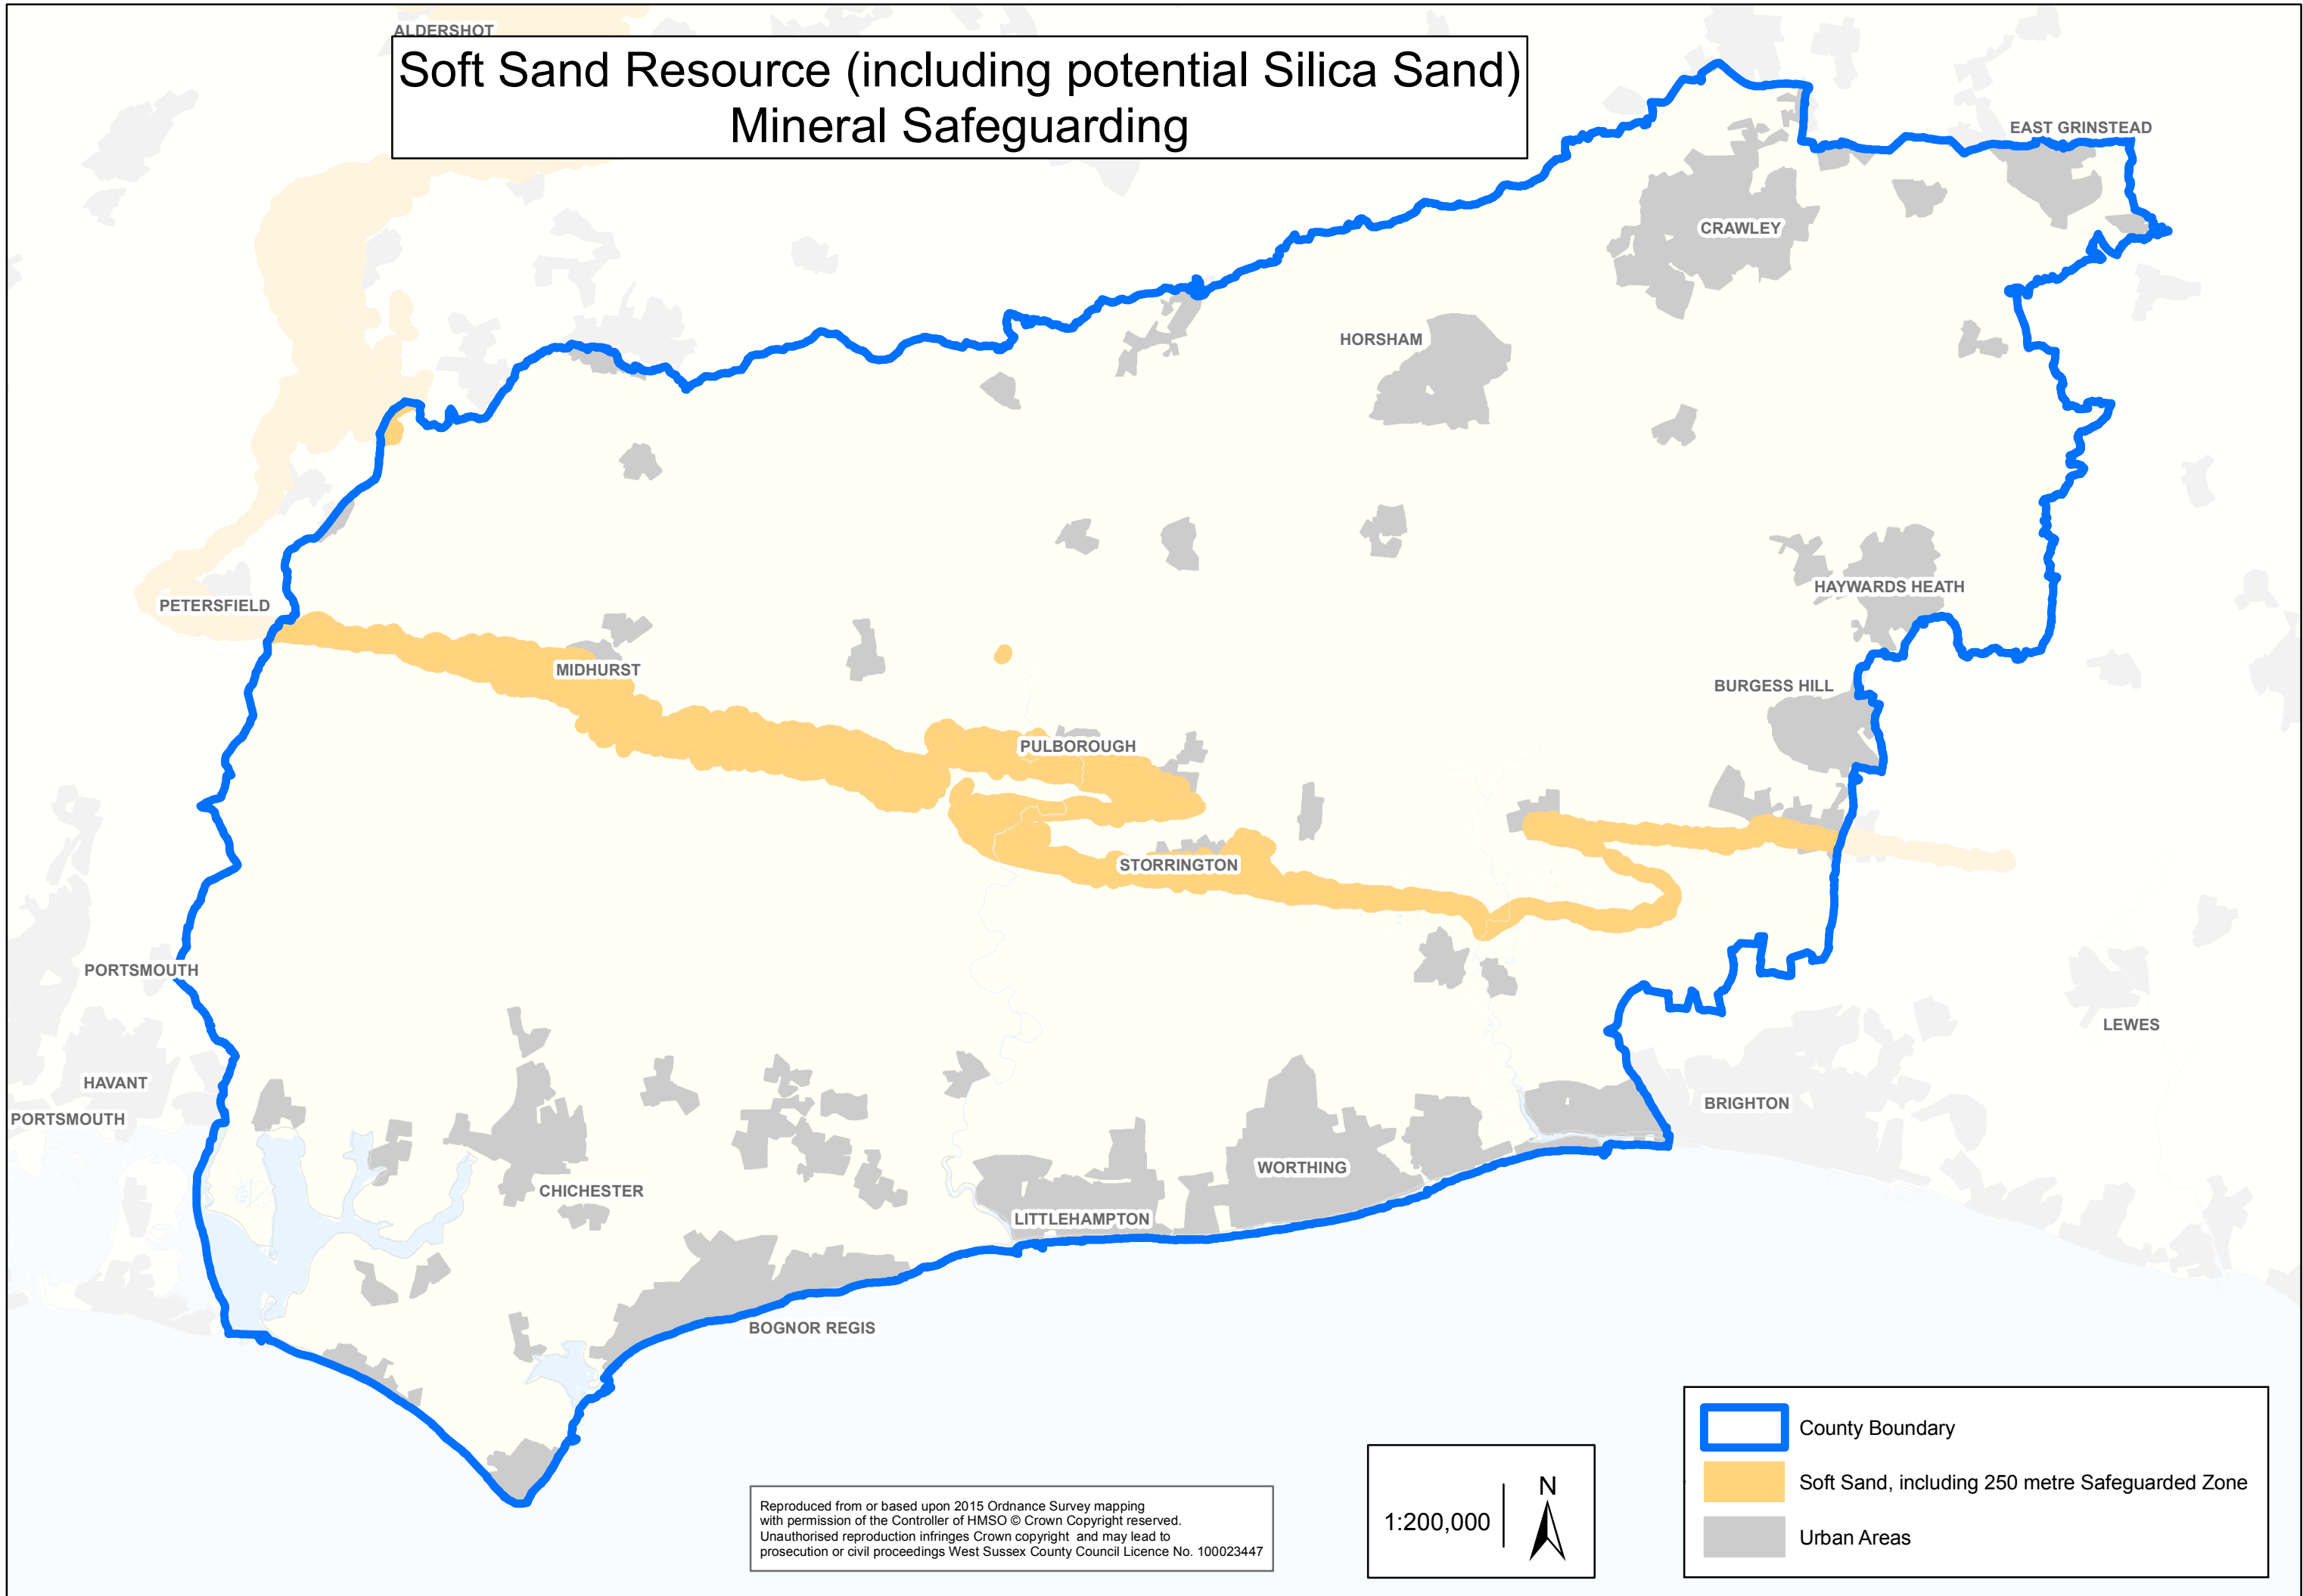 ALDERSHOT
Soft Sand Resource (including potential Silica Sand)
Mineral Safeguarding
EAST GRINSTEAD
CRAWLEY
HORSHAM
HAYWARDS HEATH
PETERSFIELD
MIDHURST
BURGESS HILL
PULBOROUGH
STORRINGTON
PORTSMOUTH
LEWES
HAVANT
BRIGHTON
PORTSMOUTH
WORTHING
CHICHESTER
LITTLEHAMPTON
BOGNOR REGIS
County Boundary
Soft Sand, including 250 metre Safeguarded Zone
Urban Areas
N
1:200,000
Reproduced from or based upon 2015 Ordnance Survey mapping
with permission of the Controller of HMSO © Crown Copyright reserved.
Unauthorised reproduction infringes Crown copyright and may lead to
prosecution or civil proceedings West Sussex County Council Licence No. 100023447